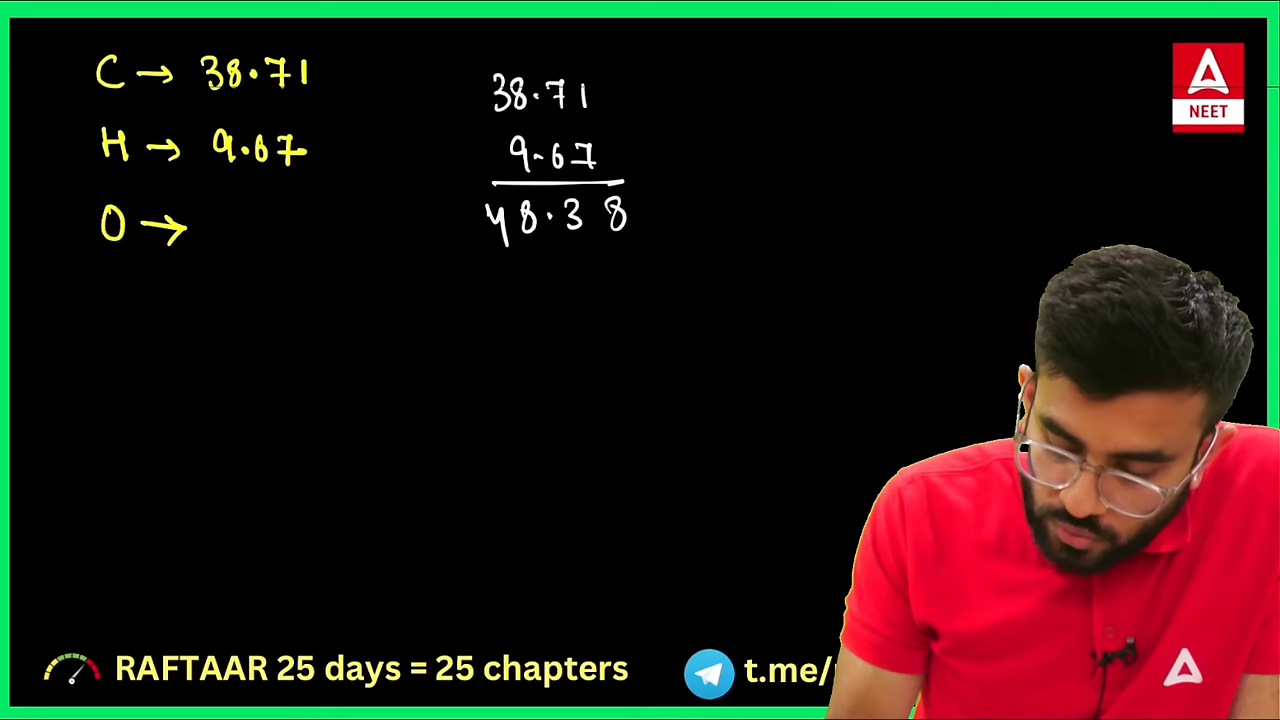 C → 38.71
H → 9.67
O →
38.71
9.67
48.38
NEET
RAFTAAR 25 days = 25 chapters
t.me/